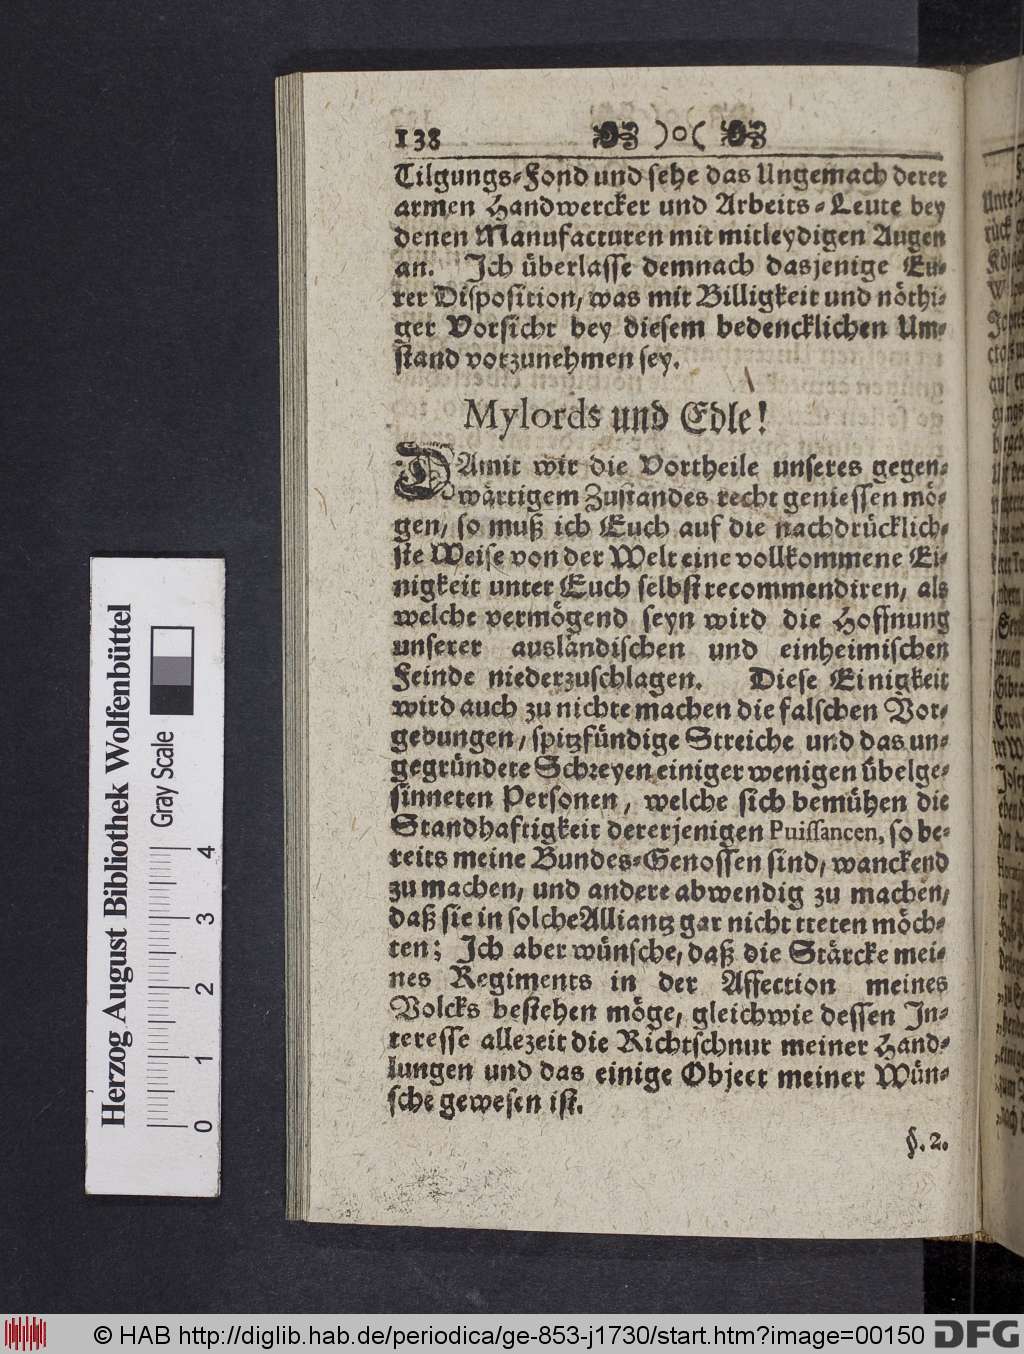 138 )o(
Tilgungs-Fond und sehe das Ungemach derer
armen Handwercker und Arbeits-Leute bey
denen Manufacturen mit mitleydigen Augen
an. Ich überlasse demnach dasjenige Eu-
rer Disposition, was mit Billigkeit und nöthi-
ger Vorsicht bey diesem bedencklichen Um-
stand vorzunehmen sey.
Mylords und Edle!
DAmit wir die Vortheile unseres gegen-
wärtigem Zustandes recht geniessen mö-
gen, so muß ich Euch auf die nachdrücklich-
ste Weise von der Welt eine vollkommene Ei-
nigkeit unter Euch selbst recommendiren, als
welche vermögend seyn wird die Hoffnung
unserer ausländischen und einheimischen
Feinde niederzuschlagen. Diese Einigkeit
wird auch zu nichte machen die falschen Vor-
gebungen, spitzfündige Streiche und das un-
gegründete Schreyen einiger wenigen übelge-
sinneten Personen, welche sich bemühen die
Standhaftigkeit dererjenigen Puissancen, so be-
reits meine Bundes-Genossen sind, wanckend
zu machen, und andere abwendig zu machen,
daß sie in solche Alliantz gar nicht treten möch-
ten; Ich aber wünsche, daß die Stärcke mei-
nes Regiments in der Affection meines
Volcks bestehen möge, gleichwie dessen In-
teresse allezeit die Richtschnur meiner Hand-
lungen und das einige Object meiner Wün-
sche gewesen ist.
§. 2.
Herzog August Bibliothek Wolfenbüttel
Gray Scale
0 1 2 3 4
© HAB http://diglib.hab.de/periodica/ge-853-j1730/start.htm?image=00150 DFG